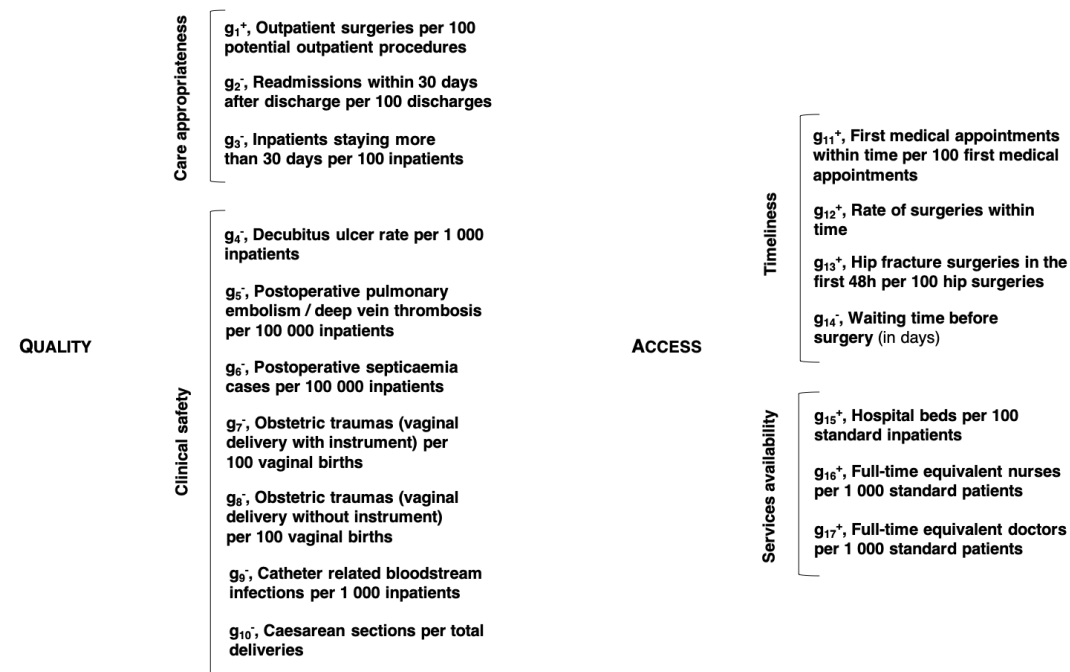 QUALITY
Care appropriateness
g₁⁺, Outpatient surgeries per 100
potential outpatient procedures
g₂⁻, Readmissions within 30 days
after discharge per 100 discharges
g₃⁻, Inpatients staying more
than 30 days per 100 inpatients
Clinical safety
g₄⁻, Decubitus ulcer rate per 1 000
inpatients
g₅⁻, Postoperative pulmonary
embolism / deep vein thrombosis
per 100 000 inpatients
g₆⁻, Postoperative septicaemia
cases per 100 000 inpatients
g₇⁻, Obstetric traumas (vaginal
delivery with instrument) per
100 vaginal births
g₈⁻, Obstetric traumas (vaginal
delivery without instrument)
per 100 vaginal births
g₉⁻, Catheter related bloodstream
infections per 1 000 inpatients
g₁₀⁻, Caesarean sections per total
deliveries
ACCESS
Timeliness
g₁₁⁺, First medical appointments
within time per 100 first medical
appointments
g₁₂⁺, Rate of surgeries within
time
g₁₃⁺, Hip fracture surgeries in the
first 48h per 100 hip surgeries
g₁₄⁻, Waiting time before
surgery (in days)
Services availability
g₁₅⁺, Hospital beds per 100
standard inpatients
g₁₆⁺, Full-time equivalent nurses
per 1 000 standard patients
g₁₇⁺, Full-time equivalent doctors
per 1 000 standard patients